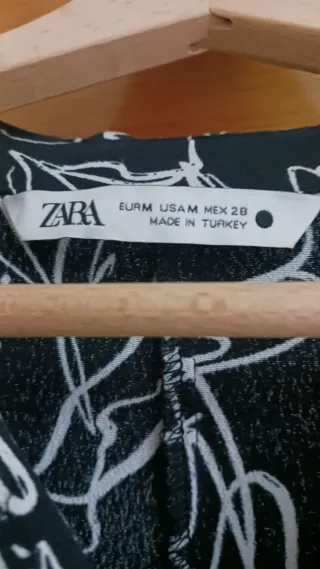 ZARA
EUR M USA M MEX 28
MADE IN TURKEY